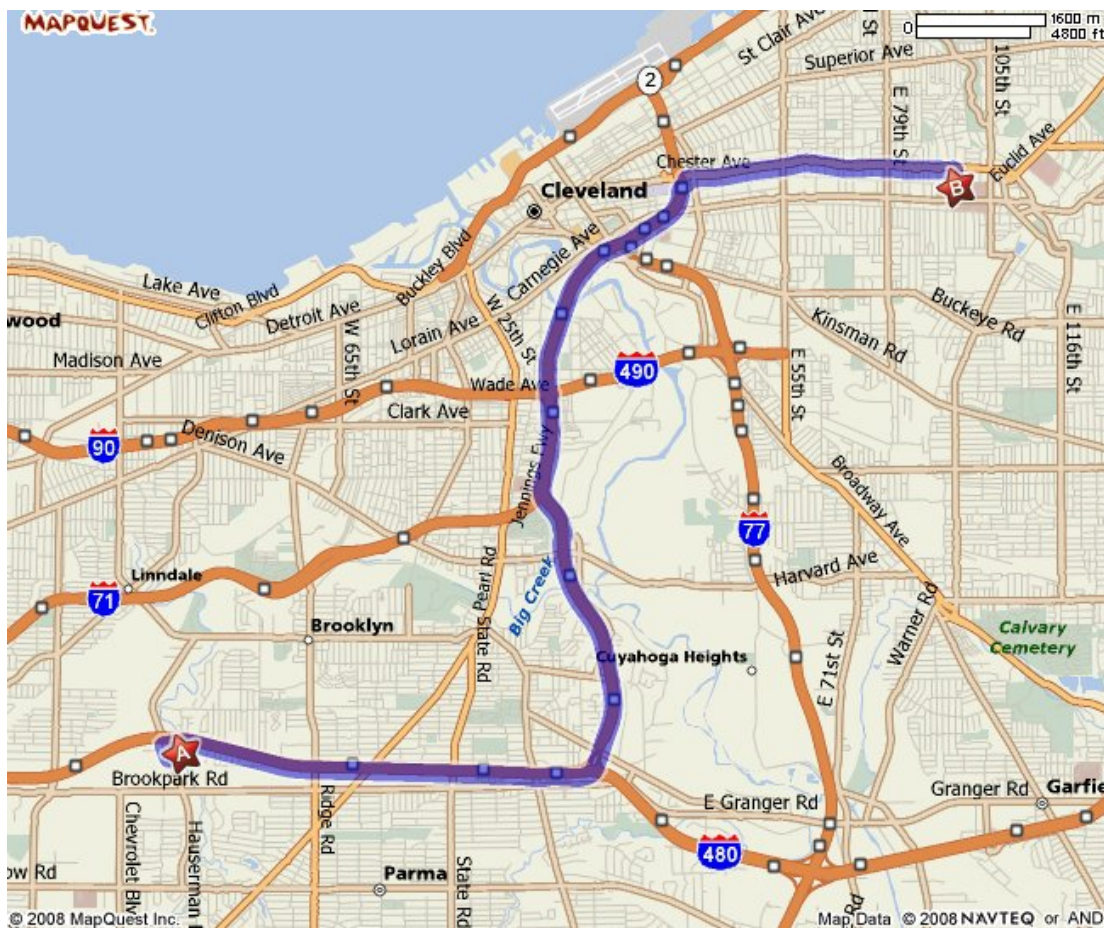 MAPQUEST.
0
1600 m
4800 ft
2
St Clair Ave
E 79th St
105th St
Superior Ave
Chester Ave
Euclid Ave
B
Cleveland
Carnegie Ave
Buckley Blvd
Lake Ave
Clifton Blvd
Detroit Ave
W 25th St
Buckeye Rd
wood
W 65th St
Lorain Ave
Kinsman Rd
E 116th St
Madison Ave
490
E 55th St
Wade Ave
Clark Ave
90
Denison Ave
Jennings Fwy
Broadway Ave
77
Linndale
71
Harvard Ave
Pearl Rd
Big Creek
Warner Rd
Brooklyn
State Rd
Calvary
Cemetery
Cuyahoga Heights
E 71st St
A
Brookpark Rd
Ridge Rd
E Granger Rd
Granger Rd
Garfie
Chevrolet Blv
Hauserman
480
ow Rd
Parma
State Rd
Rd
© 2008 MapQuest Inc.
Map Data © 2008 NAVTEQ or AND